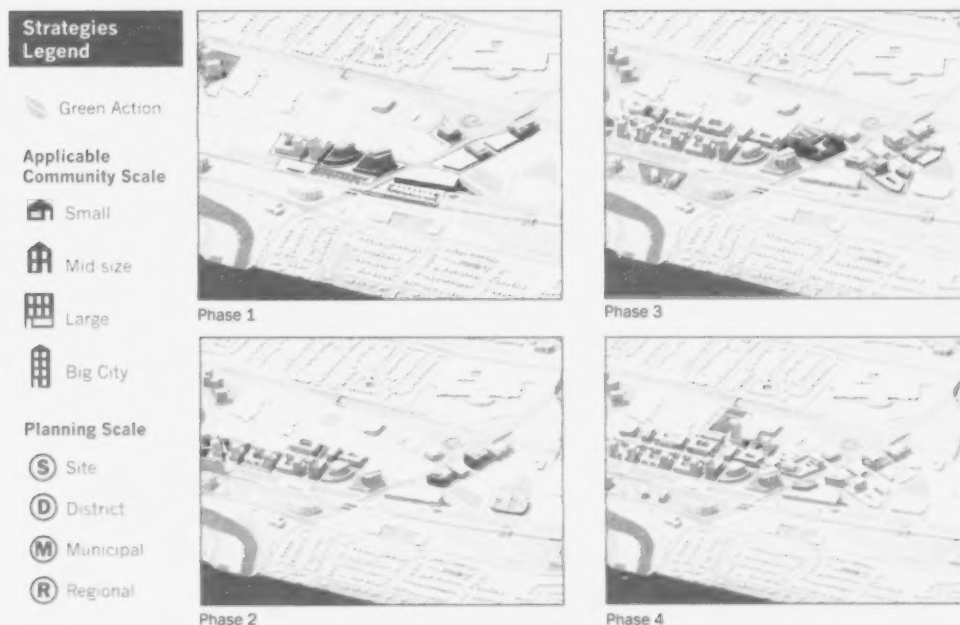 Strategies
Legend
Green Action
Applicable
Community Scale
Small
Mid-size
Large
Big City
Planning Scale
S Site
D District
M Municipal
R Regional
Phase 1
Phase 3
Phase 2
Phase 4